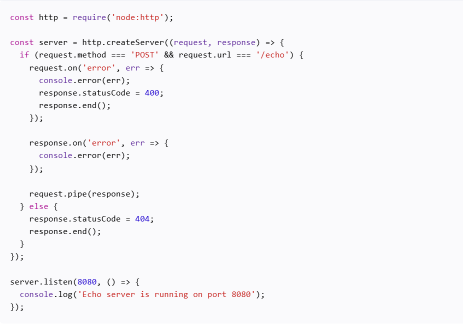 const http = require('node:http');

const server = http.createServer((request, response) => {
  if (request.method === 'POST' && request.url === '/echo') {
    request.on('error', err => {
      console.error(err);
      response.statusCode = 400;
      response.end();
    });

    response.on('error', err => {
      console.error(err);
    });

    request.pipe(response);
  } else {
    response.statusCode = 404;
    response.end();
  }
});

server.listen(8080, () => {
  console.log('Echo server is running on port 8080');
});